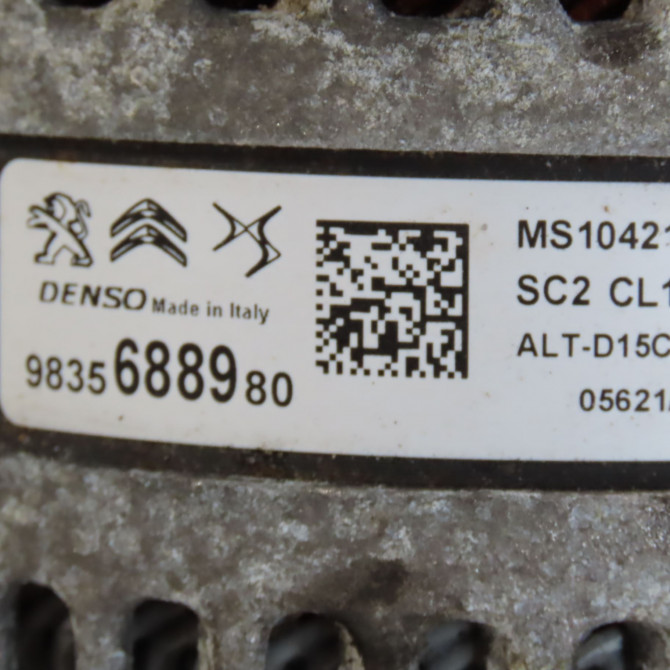 DENSO Made in Italy
9835688980
MS10421
SC2 CL1
ALT-D15C
05621